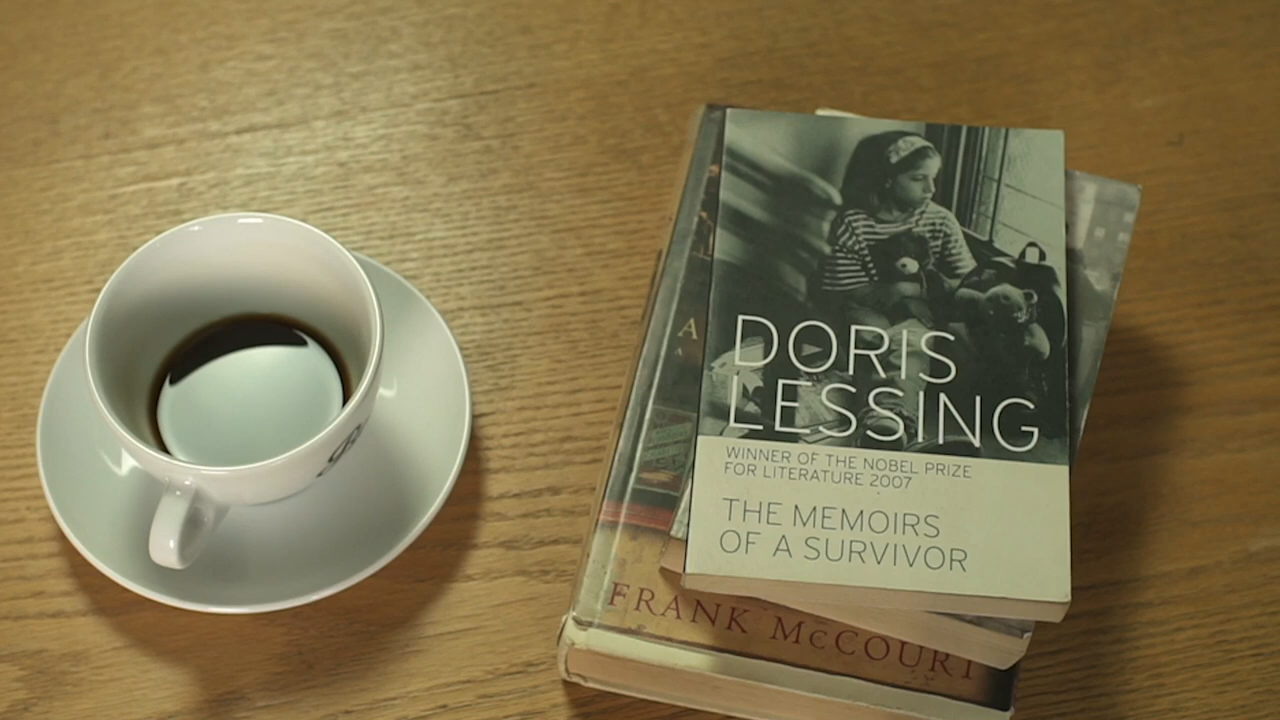 DORIS
LESSING
WINNER OF THE NOBEL PRIZE
FOR LITERATURE 2007
THE MEMOIRS
OF A SURVIVOR
A
FRANK McCOURT